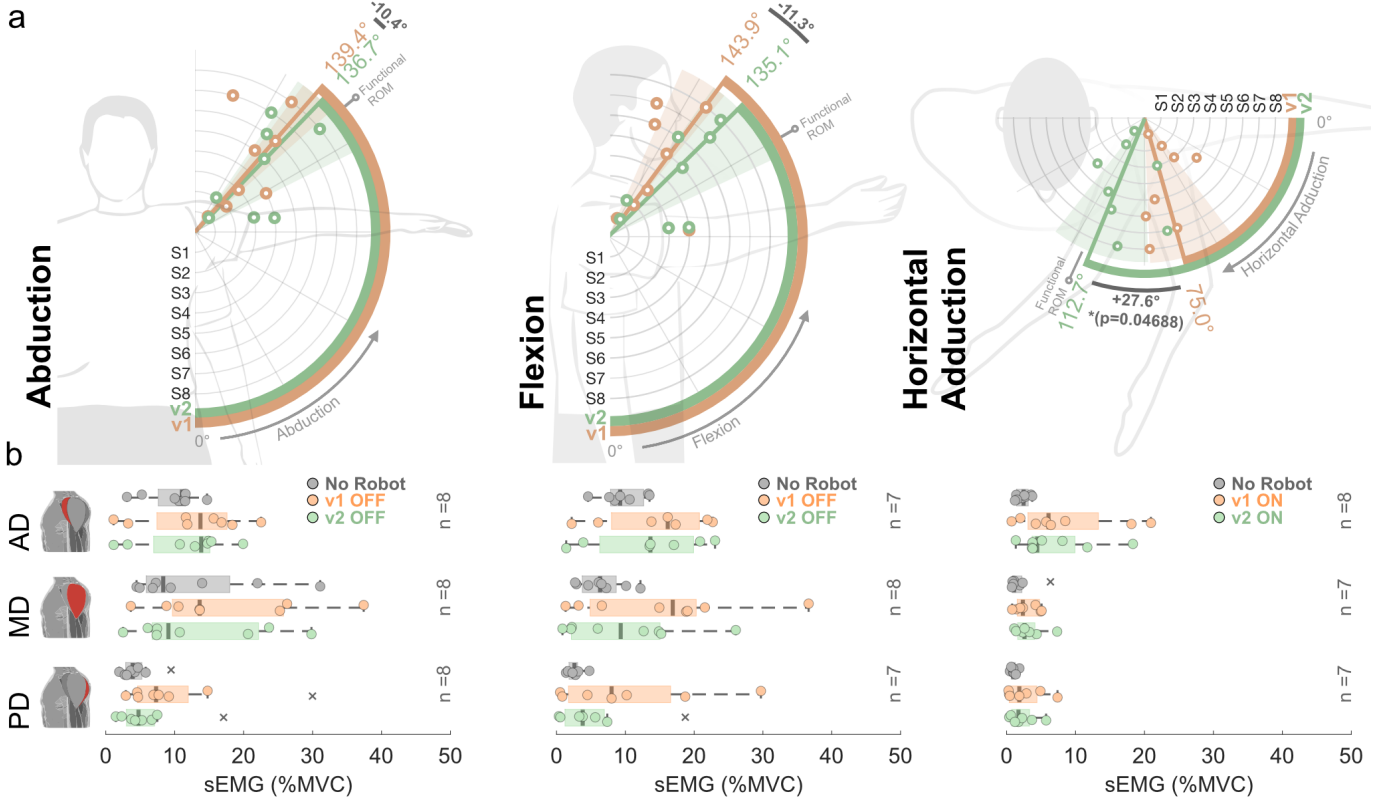 a
Abduction
139.4°
-10.4°
136.7°
Functional
ROM
S1
S2
S3
S4
S5
S6
S7
S8
v2
v1
0°
Abduction
Flexion
143.9°
-11.3°
135.1°
Functional
ROM
S1
S2
S3
S4
S5
S6
S7
S8
v2
v1
0°
Flexion
Horizontal
Adduction
S1
S2
S3
S4
S5
S6
S7
S8
v1
v2
0°
Horizontal Adduction
Functional
ROM
112.7°
+27.6°
*(p=0.04688)
75.0°
b
AD
MD
PD
No Robot
v1 OFF
v2 OFF
n =8
n =8
n =8
0 10 20 30 40 50
sEMG (%MVC)
No Robot
v1 OFF
v2 OFF
n =7
n =8
n =7
0 10 20 30 40 50
sEMG (%MVC)
No Robot
v1 ON
v2 ON
n =8
n =7
n =7
0 10 20 30 40 50
sEMG (%MVC)